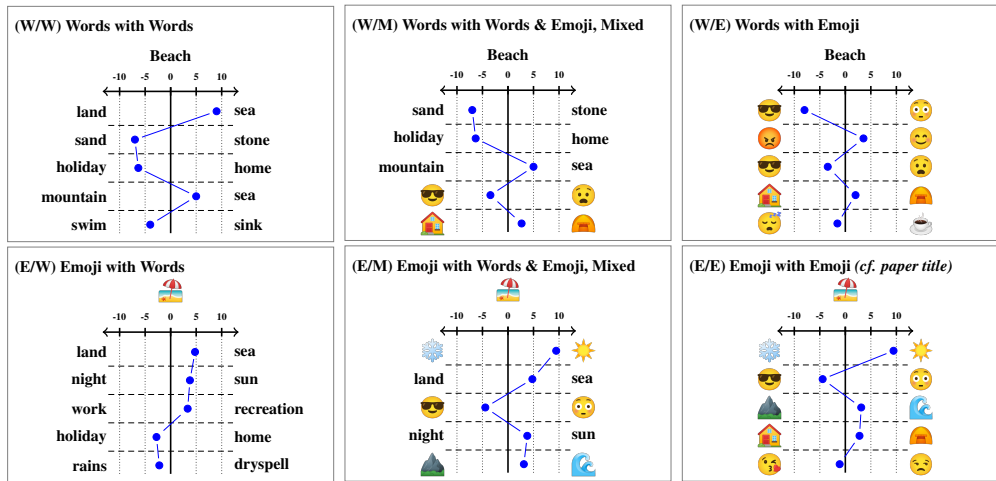 (W/W) Words with Words
Beach
-10 -5 0 5 10
land sea
sand stone
holiday home
mountain sea
swim sink
(W/M) Words with Words & Emoji, Mixed
Beach
-10 -5 0 5 10
sand stone
holiday home
mountain sea
(W/E) Words with Emoji
Beach
-10 -5 0 5 10
(E/W) Emoji with Words
-10 -5 0 5 10
land sea
night sun
work recreation
holiday home
rains dryspell
(E/M) Emoji with Words & Emoji, Mixed
-10 -5 0 5 10
land sea
night sun
(E/E) Emoji with Emoji (cf. paper title)
-10 -5 0 5 10